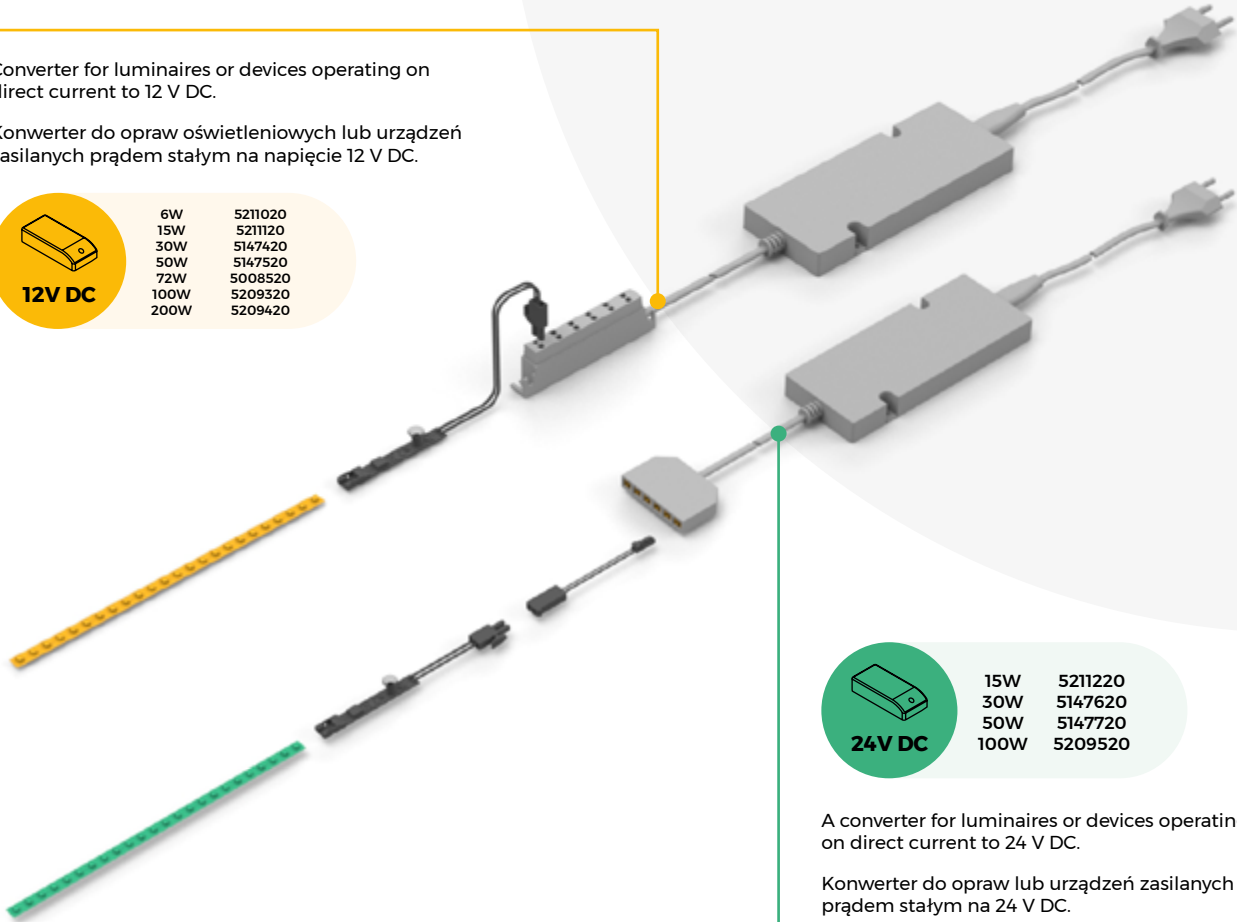 Converter for luminaires or devices operating on
direct current to 12 V DC.
Konwerter do opraw oświetleniowych lub urządzeń
zasilanych prądem stałym na napięcie 12 V DC.
12V DC
6W 5211020
15W 5211120
30W 5147420
50W 5147520
72W 5008520
100W 5209320
200W 5209420
24V DC
15W 5211220
30W 5147620
50W 5147720
100W 5209520
A converter for luminaires or devices operating
on direct current to 24 V DC.
Konwerter do opraw lub urządzeń zasilanych
prądem stałym na 24 V DC.